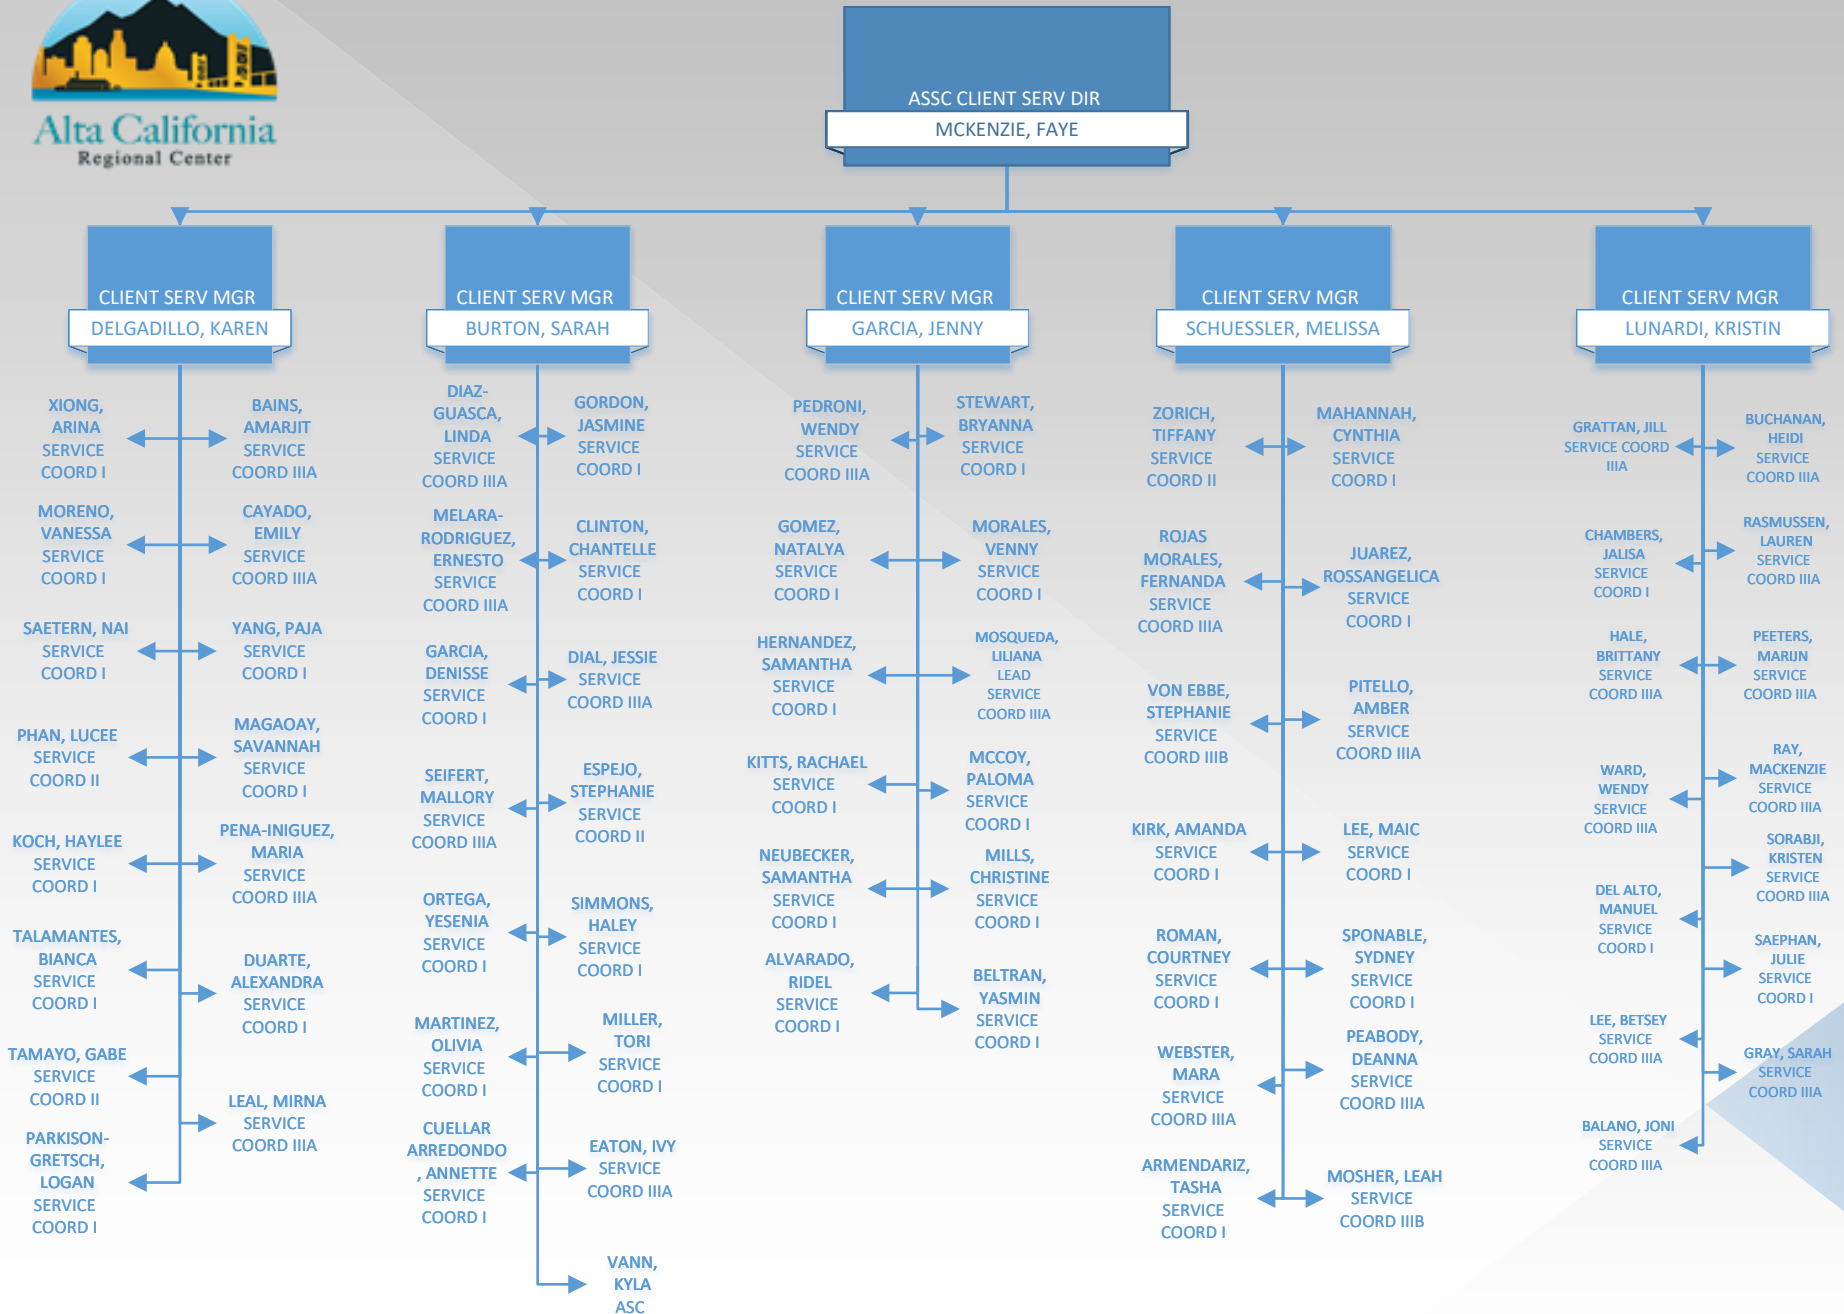 Alta California
Regional Center
ASSC CLIENT SERV DIR
MCKENZIE, FAYE
CLIENT SERV MGR
DELGADILLO, KAREN
XIONG,
ARINA
SERVICE
COORD I
BAINS,
AMARJIT
SERVICE
COORD IIIA
MORENO,
VANESSA
SERVICE
COORD I
CAYADO,
EMILY
SERVICE
COORD IIIA
SAETERN, NAI
SERVICE
COORD I
YANG, PAJA
SERVICE
COORD I
PHAN, LUCEE
SERVICE
COORD II
MAGAOAY,
SAVANNAH
SERVICE
COORD I
KOCH, HAYLEE
SERVICE
COORD I
PENA-INIGUEZ,
MARIA
SERVICE
COORD IIIA
TALAMANTES,
BIANCA
SERVICE
COORD I
DUARTE,
ALEXANDRA
SERVICE
COORD I
TAMAYO, GABE
SERVICE
COORD II
LEAL, MIRNA
SERVICE
COORD IIIA
PARKISON-
GRETSCH,
LOGAN
SERVICE
COORD I
CLIENT SERV MGR
BURTON, SARAH
DIAZ-
GUASCA,
LINDA
SERVICE
COORD IIIA
GORDON,
JASMINE
SERVICE
COORD I
MELARA-
RODRIGUEZ,
ERNESTO
SERVICE
COORD IIIA
CLINTON,
CHANTELLE
SERVICE
COORD I
GARCIA,
DENISSE
SERVICE
COORD I
DIAL, JESSIE
SERVICE
COORD IIIA
SEIFERT,
MALLORY
SERVICE
COORD IIIA
ESPEJO,
STEPHANIE
SERVICE
COORD II
ORTEGA,
YESENIA
SERVICE
COORD I
SIMMONS,
HALEY
SERVICE
COORD I
MARTINEZ,
OLIVIA
SERVICE
COORD I
MILLER,
TORI
SERVICE
COORD I
CUELLAR
ARREDONDO
, ANNETTE
SERVICE
COORD I
EATON, IVY
SERVICE
COORD IIIA
VANN,
KYLA
ASC
CLIENT SERV MGR
GARCIA, JENNY
PEDRONI,
WENDY
SERVICE
COORD IIIA
STEWART,
BRYANNA
SERVICE
COORD I
GOMEZ,
NATALYA
SERVICE
COORD I
MORALES,
VENNY
SERVICE
COORD I
HERNANDEZ,
SAMANTHA
SERVICE
COORD I
MOSQUEDA,
LILIANA
LEAD
SERVICE
COORD IIIA
KITTS, RACHAEL
SERVICE
COORD I
MCCOY,
PALOMA
SERVICE
COORD I
NEUBECKER,
SAMANTHA
SERVICE
COORD I
MILLS,
CHRISTINE
SERVICE
COORD I
ALVARADO,
RIDEL
SERVICE
COORD I
BELTRAN,
YASMIN
SERVICE
COORD I
CLIENT SERV MGR
SCHUESSLER, MELISSA
ZORICH,
TIFFANY
SERVICE
COORD II
MAHANNAH,
CYNTHIA
SERVICE
COORD I
ROJAS
MORALES,
FERNANDA
SERVICE
COORD IIIA
JUAREZ,
ROSSANGELICA
SERVICE
COORD I
VON EBBE,
STEPHANIE
SERVICE
COORD IIIB
PITELLO,
AMBER
SERVICE
COORD IIIA
KIRK, AMANDA
SERVICE
COORD I
LEE, MAIC
SERVICE
COORD I
ROMAN,
COURTNEY
SERVICE
COORD I
SPONABLE,
SYDNEY
SERVICE
COORD I
WEBSTER,
MARA
SERVICE
COORD IIIA
PEABODY,
DEANNA
SERVICE
COORD IIIA
ARMENDARIZ,
TASHA
SERVICE
COORD I
MOSHER, LEAH
SERVICE
COORD IIIB
CLIENT SERV MGR
LUNARDI, KRISTIN
GRATTAN, JILL
SERVICE COORD
IIIA
BUCHANAN,
HEIDI
SERVICE
COORD IIIA
CHAMBERS,
JALISA
SERVICE
COORD I
RASMUSSEN,
LAUREN
SERVICE
COORD IIIA
HALE,
BRITTANY
SERVICE
COORD IIIA
PEETERS,
MARIJN
SERVICE
COORD IIIA
WARD,
WENDY
SERVICE
COORD IIIA
RAY,
MACKENZIE
SERVICE
COORD IIIA
SORABJI,
KRISTEN
SERVICE
COORD IIIA
DEL ALTO,
MANUEL
SERVICE
COORD I
SAEPHAN,
JULIE
SERVICE
COORD I
LEE, BETSEY
SERVICE
COORD IIIA
GRAY, SARAH
SERVICE
COORD IIIA
BALANO, JONI
SERVICE
COORD IIIA